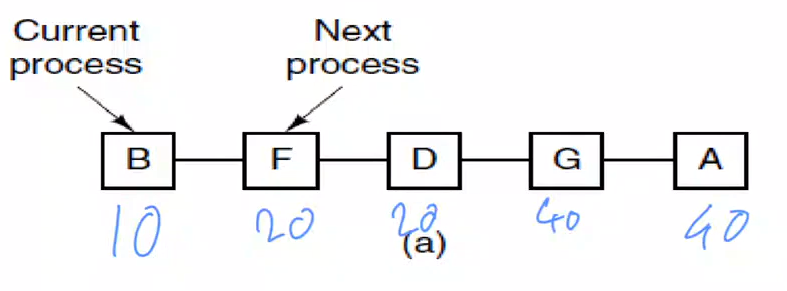 Current Next
process process
B F D G A
10 20 20 40 40
(a)